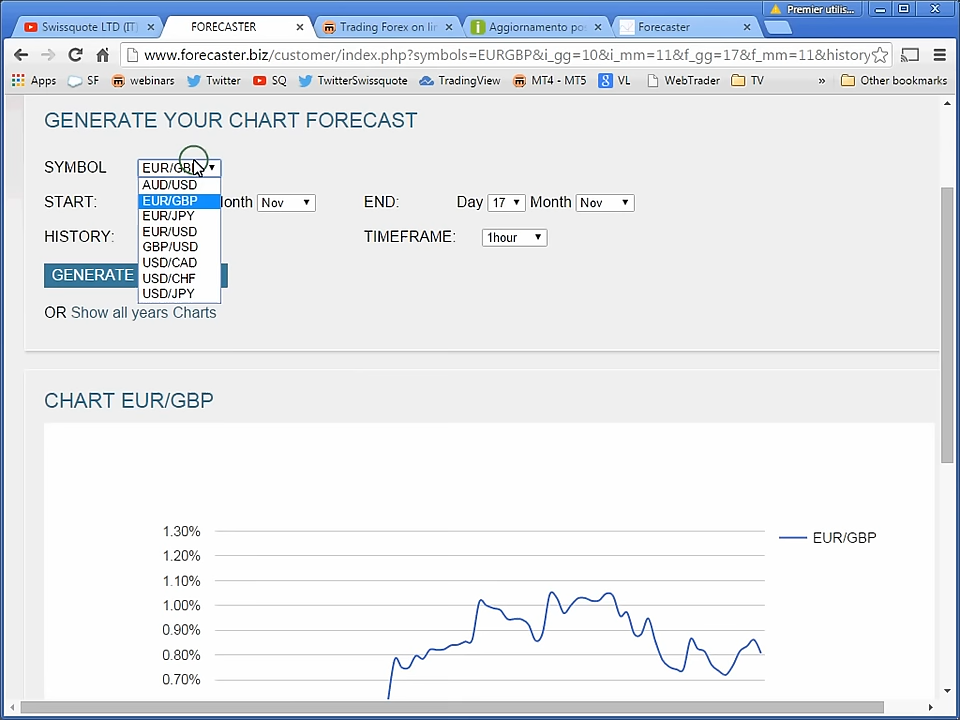 Premier utilis...
Swissquote LTD (IT)
FORECASTER
Trading Forex on lin
Aggiornamento po
Forecaster
www.forecaster.biz/customer/index.php?symbols=EURGBP&i_gg=10&i_mm=11&f_gg=17&f_mm=11&history
Apps SF webinars Twitter SQ TwitterSwissquote TradingView MT4 - MT5 VL WebTrader TV » Other bookmarks
GENERATE YOUR CHART FORECAST
SYMBOL EUR/GBP
AUD/USD
EUR/GBP
EUR/JPY
EUR/USD
GBP/USD
USD/CAD
USD/CHF
USD/JPY
START: Month Nov END: Day 17 Month Nov
HISTORY: TIMEFRAME: 1hour
GENERATE
OR Show all years Charts
CHART EUR/GBP
1.30%
1.20%
1.10%
1.00%
0.90%
0.80%
0.70%
EUR/GBP